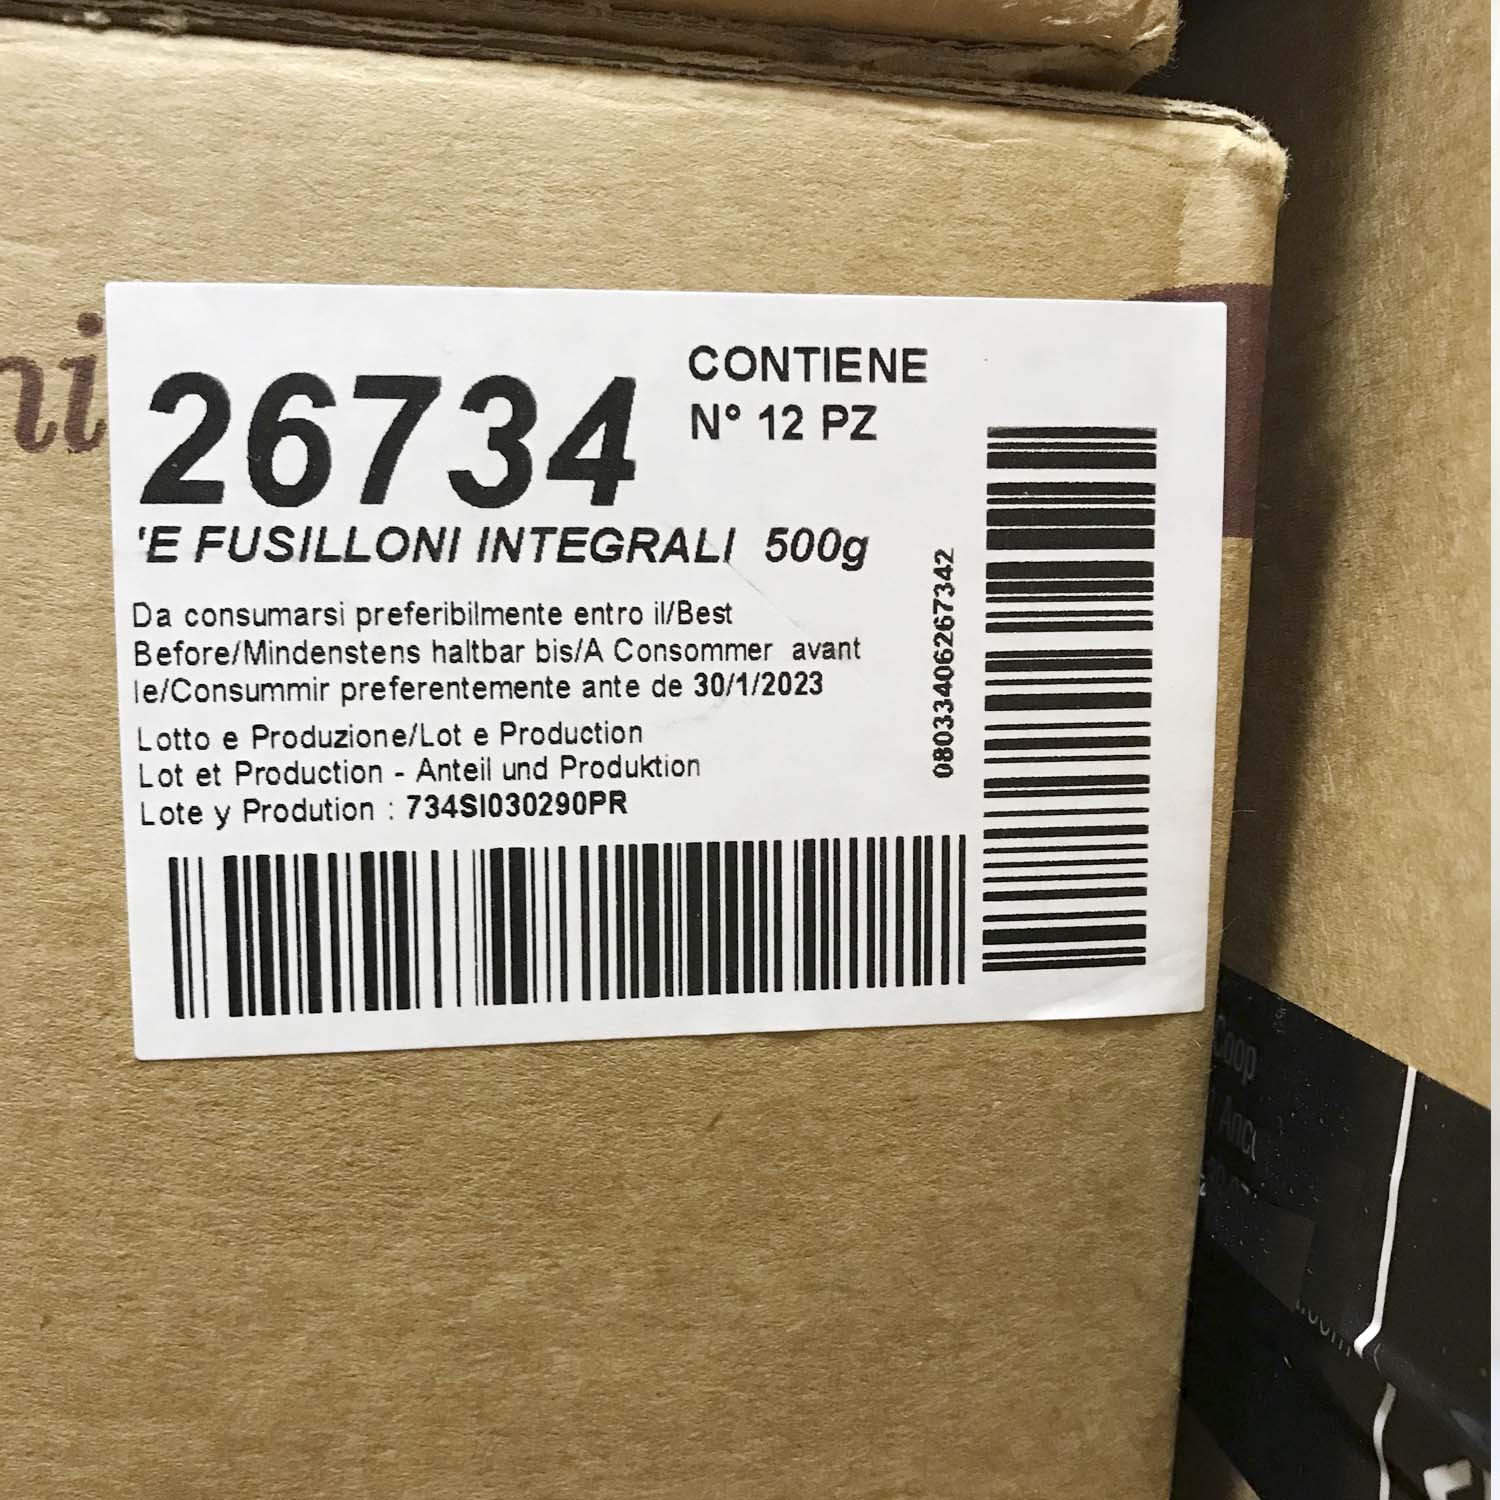 ni
26734
CONTIENE
N° 12 PZ
'E FUSILLONI INTEGRALI 500g
Da consumarsi preferibilmente entro il/Best
Before/Mindenstens haltbar bis/A Consommer avant
le/Consummir preferentemente ante de 30/1/2023
Lotto e Produzione/Lot e Production
Lot et Production - Anteil und Produktion
Lote y Prodution : 734SI030290PR
08033406267342
Coop
Anc
.com